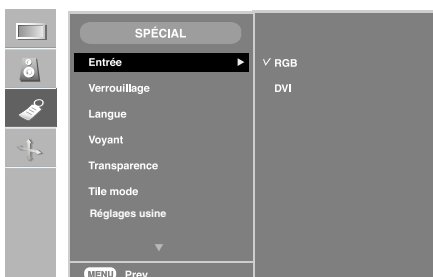 SPÉCIAL
Entrée
Verrouillage
Langue
Voyant
Transparence
Tile mode
Réglages usine
RGB
DVI
MENU Prev